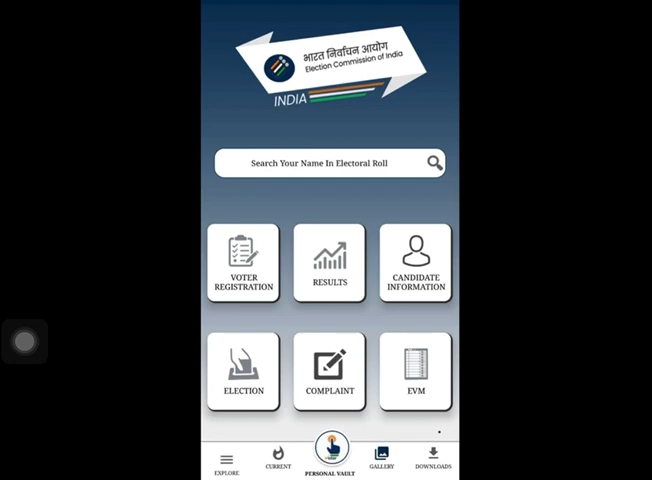 भारत निर्वाचन आयोग
Election Commission of India
INDIA
Search Your Name In Electoral Roll
VOTER
REGISTRATION
RESULTS
CANDIDATE
INFORMATION
ELECTION
COMPLAINT
EVM
EXPLORE
CURRENT
PERSONAL VAULT
GALLERY
DOWNLOADS